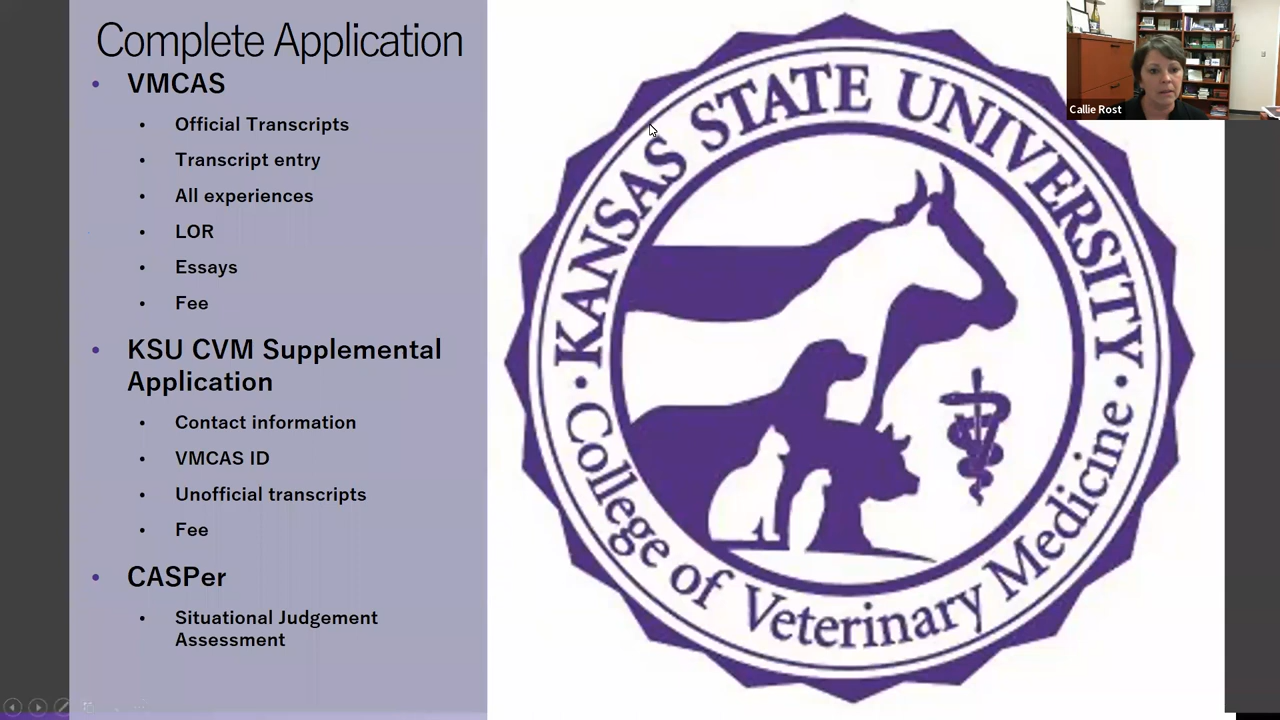 Complete Application
VMCAS
Official Transcripts
Transcript entry
All experiences
LOR
Essays
Fee
KSU CVM Supplemental
Application
Contact information
VMCAS ID
Unofficial transcripts
Fee
CASPer
Situational Judgement
Assessment
KANSAS STATE UNIVERSITY
College of Veterinary Medicine
Callie Rost